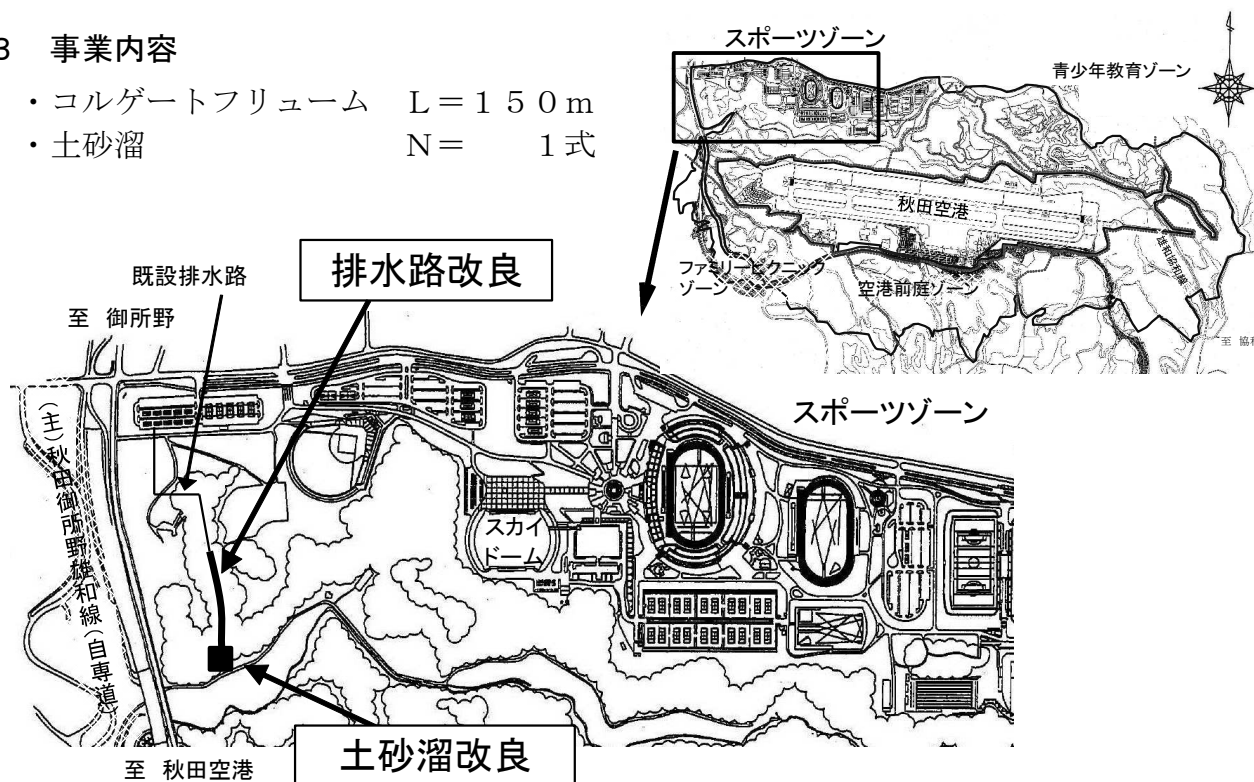 3 事業内容
・コルゲートフリューム L=150m
・土砂溜 N= 1式
スポーツゾーン
青少年教育ゾーン
秋田空港
ファミリーピクニック
ゾーン
空港前庭ゾーン
至 協和
排水路改良
既設排水路
至 御所野
スポーツゾーン
(主)秋田御所野雄和線(自専道)
スカイ
ドーム
土砂溜改良
至 秋田空港